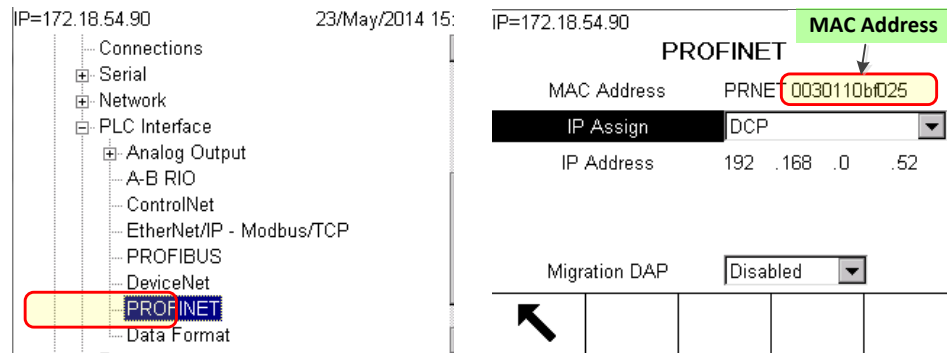 IP=172.18.54.90 23/May/2014 15:
Connections
Serial
Network
PLC Interface
Analog Output
A-B RIO
ControlNet
EtherNet/IP - Modbus/TCP
PROFIBUS
DeviceNet
PROFINET
Data Format
IP=172.18.54.90
MAC Address
PROFINET
MAC Address PRNET 0030110bf025
IP Assign DCP
IP Address 192 .168 .0 .52
Migration DAP Disabled